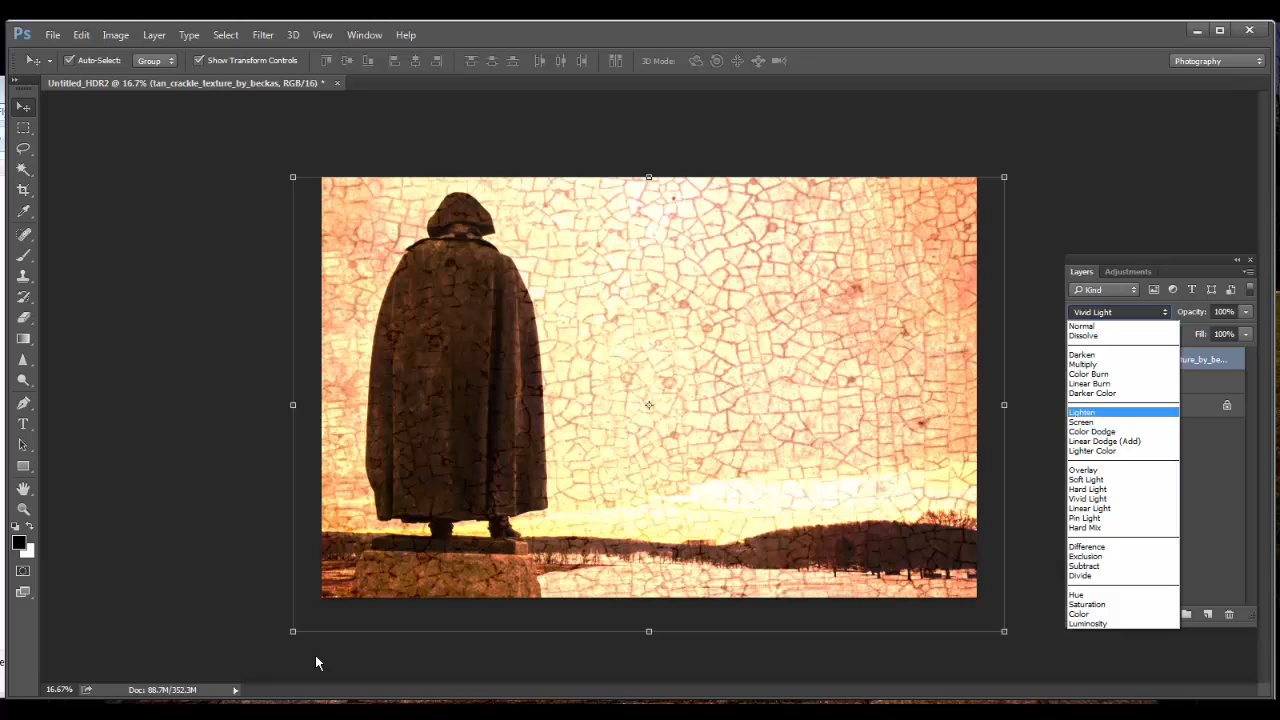 Ps File Edit Image Layer Type Select Filter 3D View Window Help
Auto-Select: Group Show Transform Controls 3D Mode: Photography
Untitled_HDR2 @ 16.7% (tan_crackle_texture_by_beckas, RGB/16) * ×
Layers Adjustments
Kind
Vivid Light Opacity: 100%
Fill: 100%
Normal
Dissolve
Darken
Multiply
Color Burn
Linear Burn
Darker Color
Lighten
Screen
Color Dodge
Linear Dodge (Add)
Lighter Color
Overlay
Soft Light
Hard Light
Vivid Light
Linear Light
Pin Light
Hard Mix
Difference
Exclusion
Subtract
Divide
Hue
Saturation
Color
Luminosity
ture_by_be...
16.67% Doc: 88.7M/352.3M